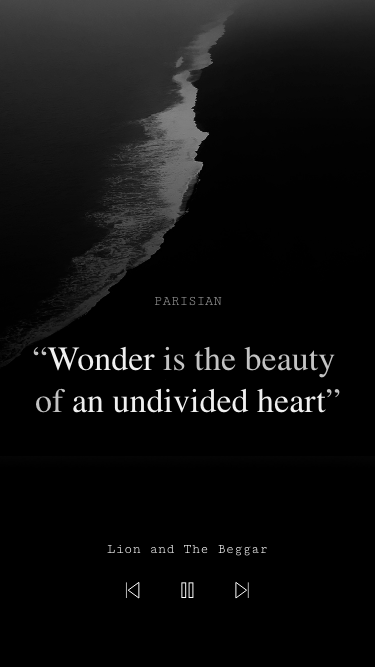 PARISIAN
“Wonder is the beauty
of an undivided heart”
Lion and The Beggar